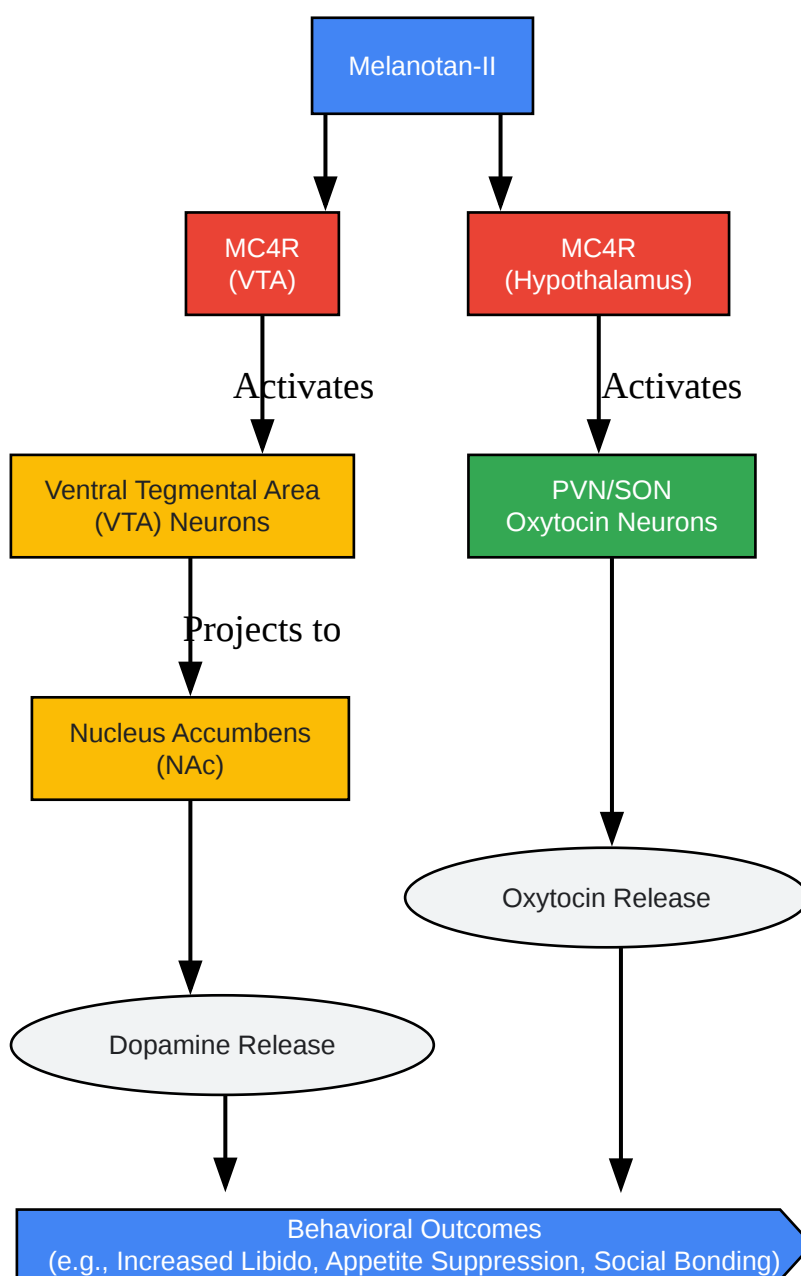 Melanotan-II
MC4R
(VTA)
MC4R
(Hypothalamus)
Activates
Activates
Ventral Tegmental Area
(VTA) Neurons
PVN/SON
Oxytocin Neurons
Projects to
Nucleus Accumbens
(NAc)
Oxytocin Release
Dopamine Release
Behavioral Outcomes
(e.g., Increased Libido, Appetite Suppression, Social Bonding)